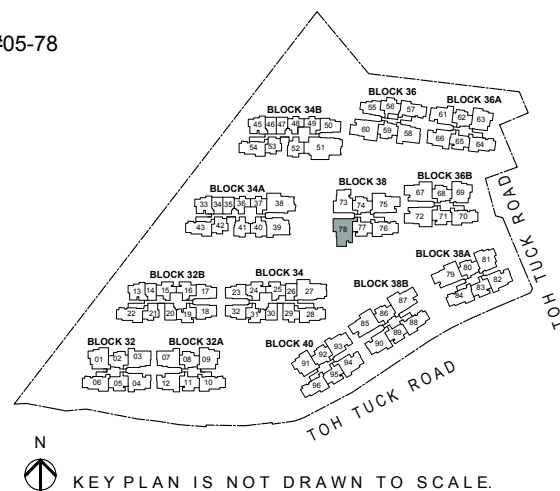 #05-78
BLOCK 36
55 56 57
60 59 58
BLOCK 36A
61 62 63
66 65 64
BLOCK 34B
45 46 47 48 49 50
54 53 52 51
BLOCK 34A
33 34 35 36 37 38
43 42 41 40 39
BLOCK 38
73 74 75
78 77 76
BLOCK 36B
67 68 69
72 71 70
TOH TUCK ROAD
BLOCK 38A
79 80 81
84 83 82
BLOCK 32B
13 14 15 16 17
22 21 20 19 18
BLOCK 34
23 24 25 26 27
32 31 30 29 28
BLOCK 38B
85 86 87
90 89 88
BLOCK 32
01 02 03
06 05 04
BLOCK 32A
07 08 09
12 11 10
BLOCK 40
91 92 93
96 95 94
TOH TUCK ROAD
N
KEY PLAN IS NOT DRAWN TO SCALE.